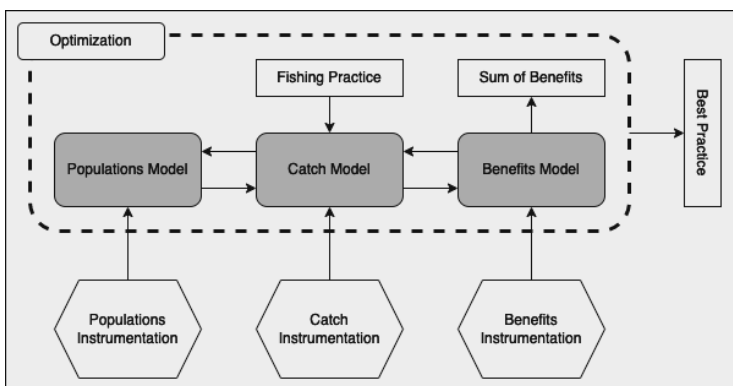 Optimization
Fishing Practice
Sum of Benefits
Best Practice
Populations Model
Catch Model
Benefits Model
Populations
Instrumentation
Catch
Instrumentation
Benefits
Instrumentation